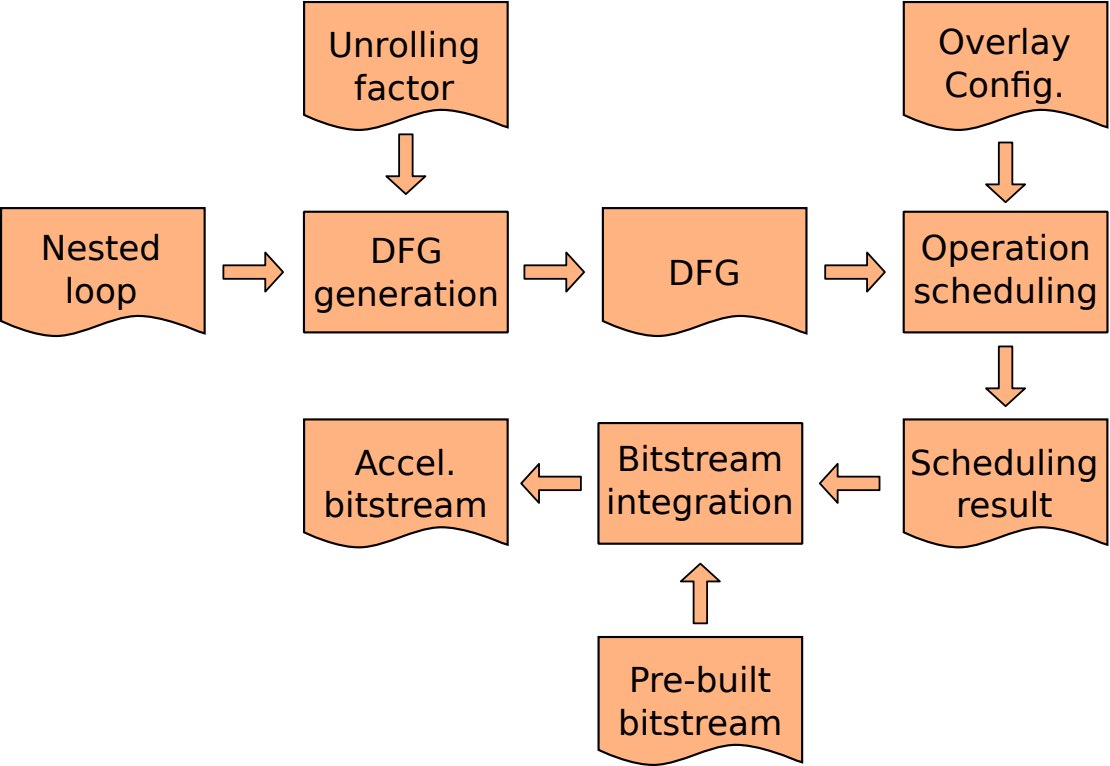 Unrolling
factor
Overlay
Config.
Nested
loop
DFG
generation
DFG
Operation
scheduling
Accel.
bitstream
Bitstream
integration
Scheduling
result
Pre-built
bitstream